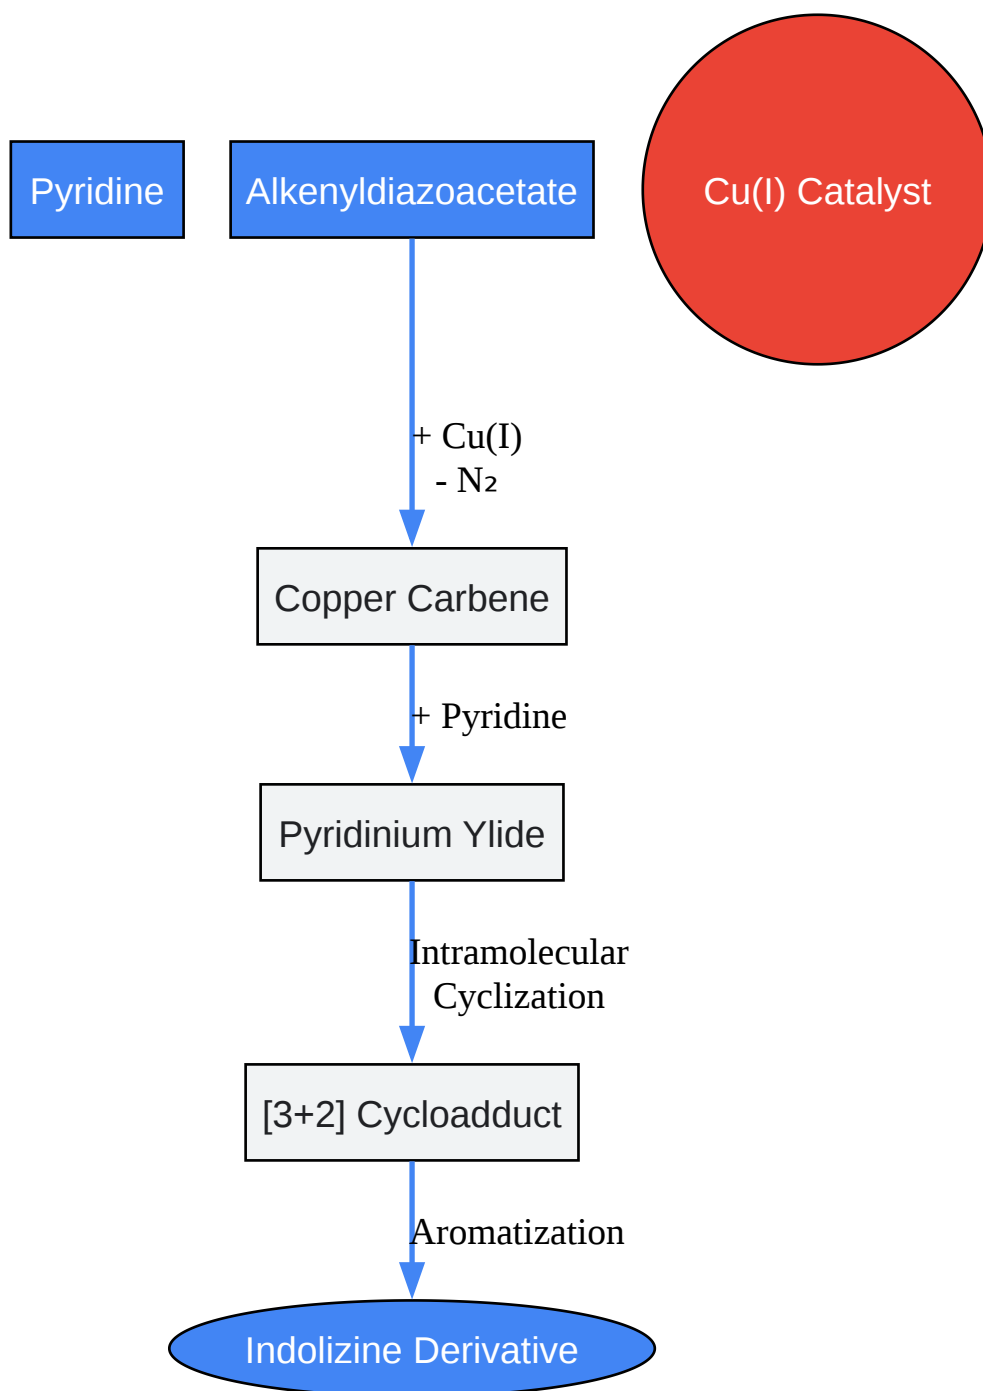 Pyridine
Alkenyldiazoacetate
Cu(I) Catalyst
+ Cu(I)
- N₂
Copper Carbene
+ Pyridine
Pyridinium Ylide
Intramolecular
Cyclization
[3+2] Cycloadduct
Aromatization
Indolizine Derivative